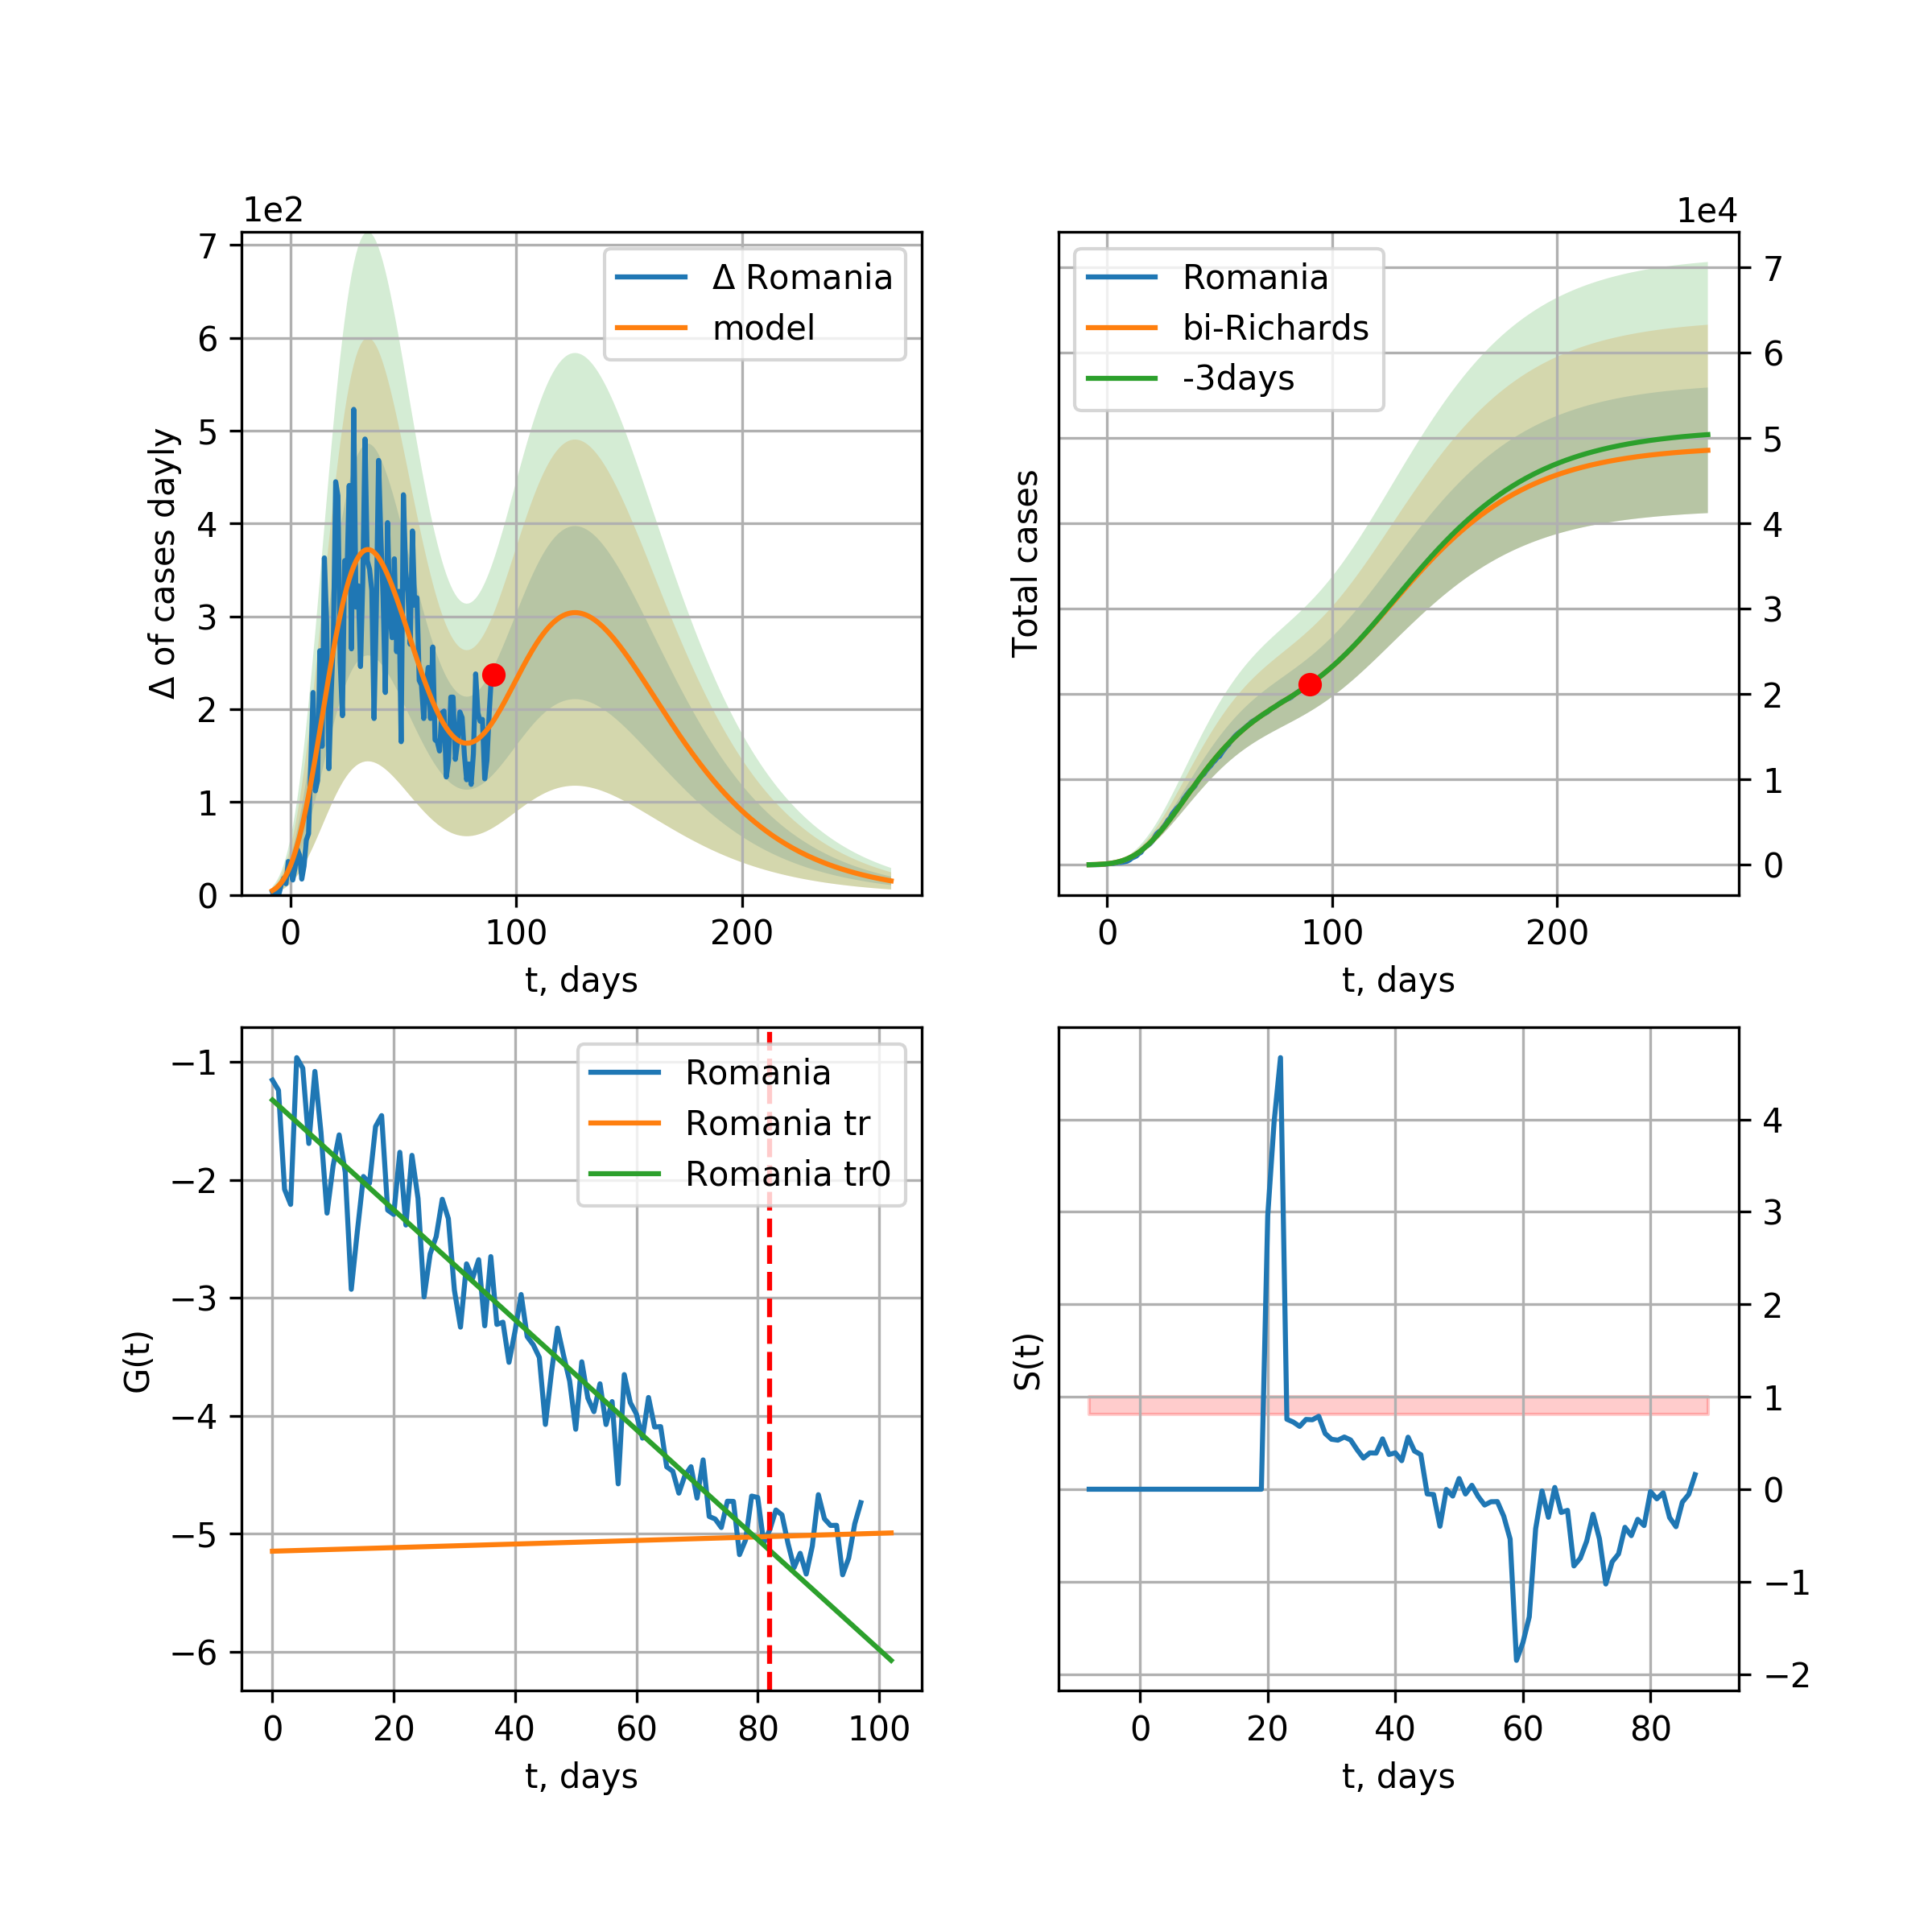 1e2
7
6
5
4
3
2
1
0
Δ of cases dayly
Δ Romania
model
0 100 200
t, days
1e4
Romania
bi-Richards
-3days
Total cases
7
6
5
4
3
2
1
0
0 100 200
t, days
−1
−2
−3
−4
−5
−6
G(t)
Romania
Romania tr
Romania tr0
0 20 40 60 80 100
t, days
S(t)
4
3
2
1
0
−1
−2
0 20 40 60 80
t, days